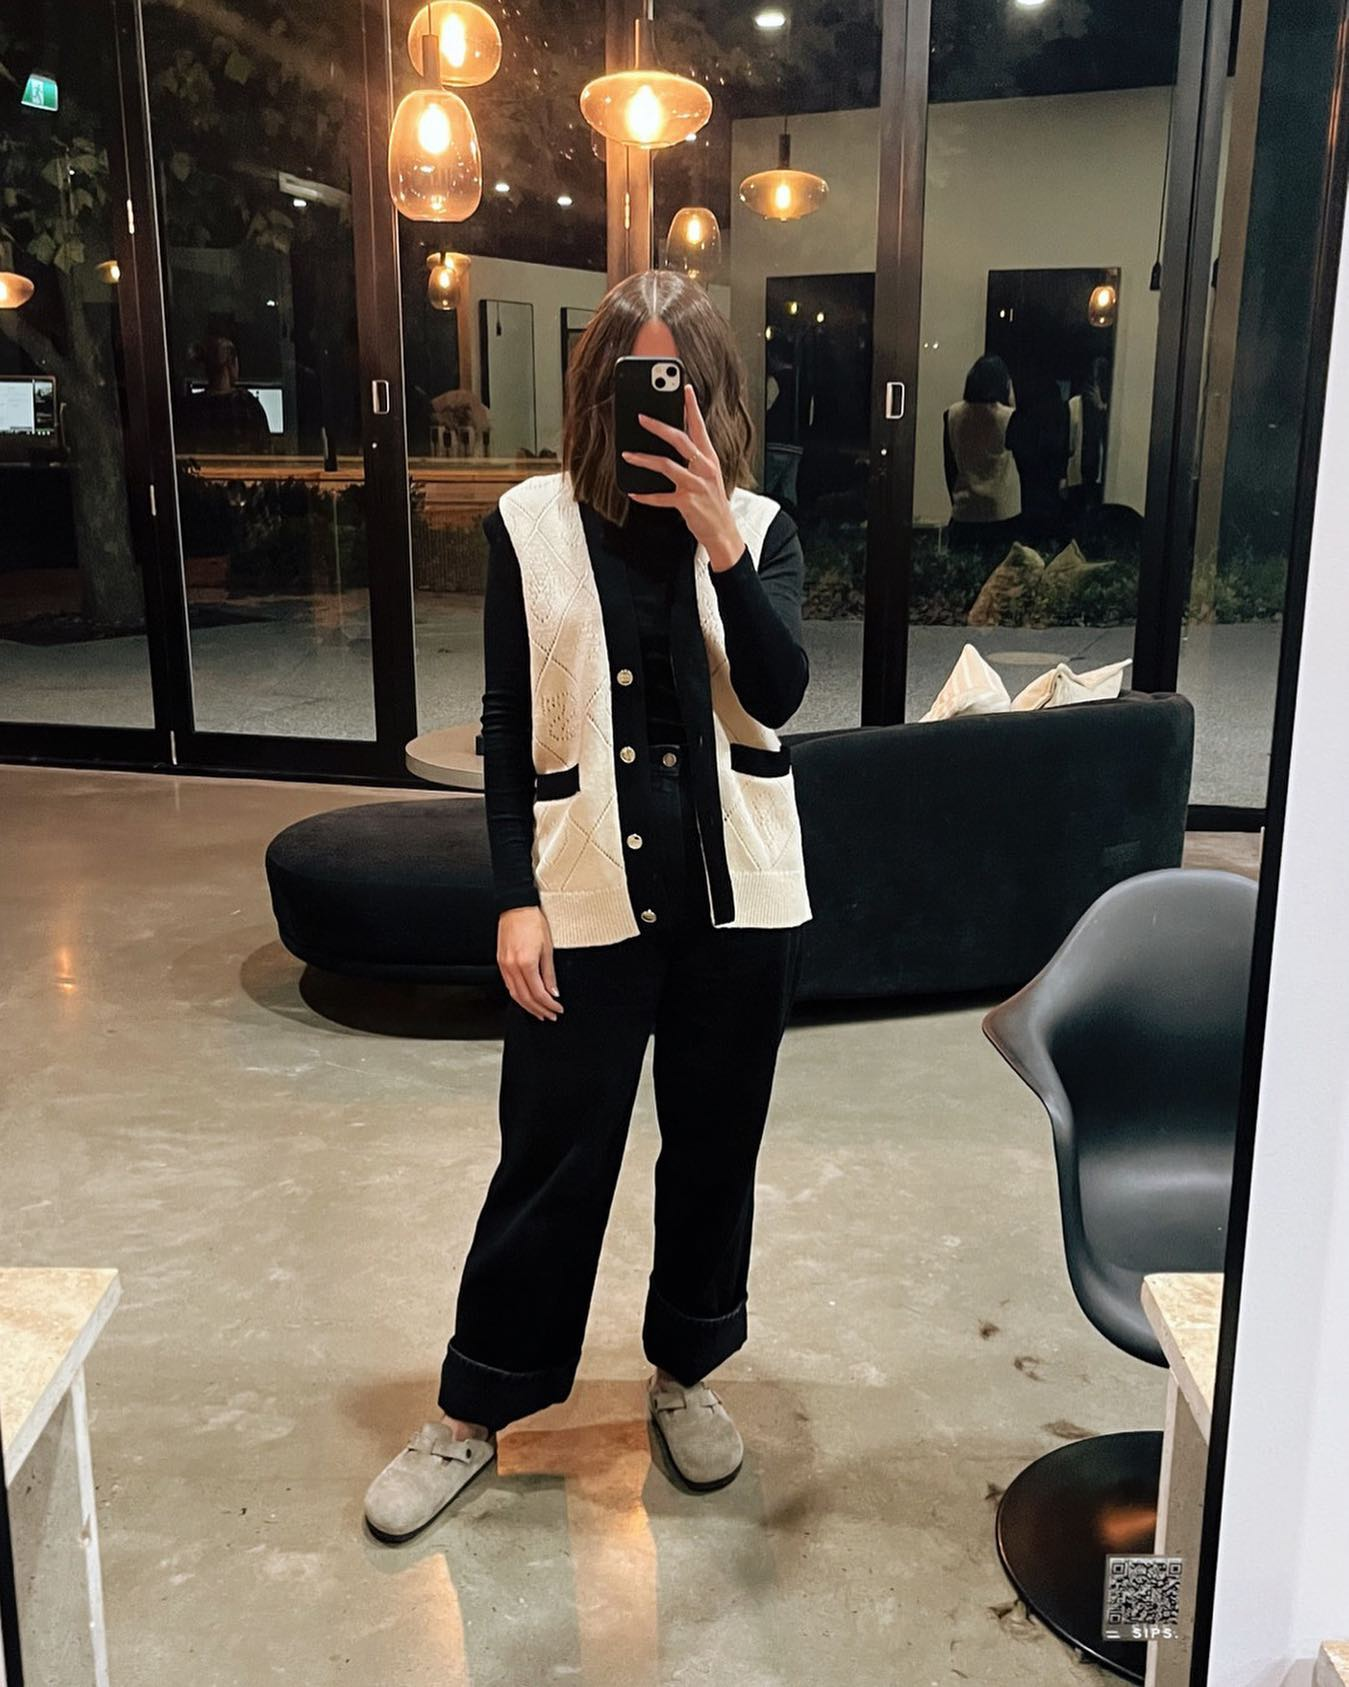 = SIPS.